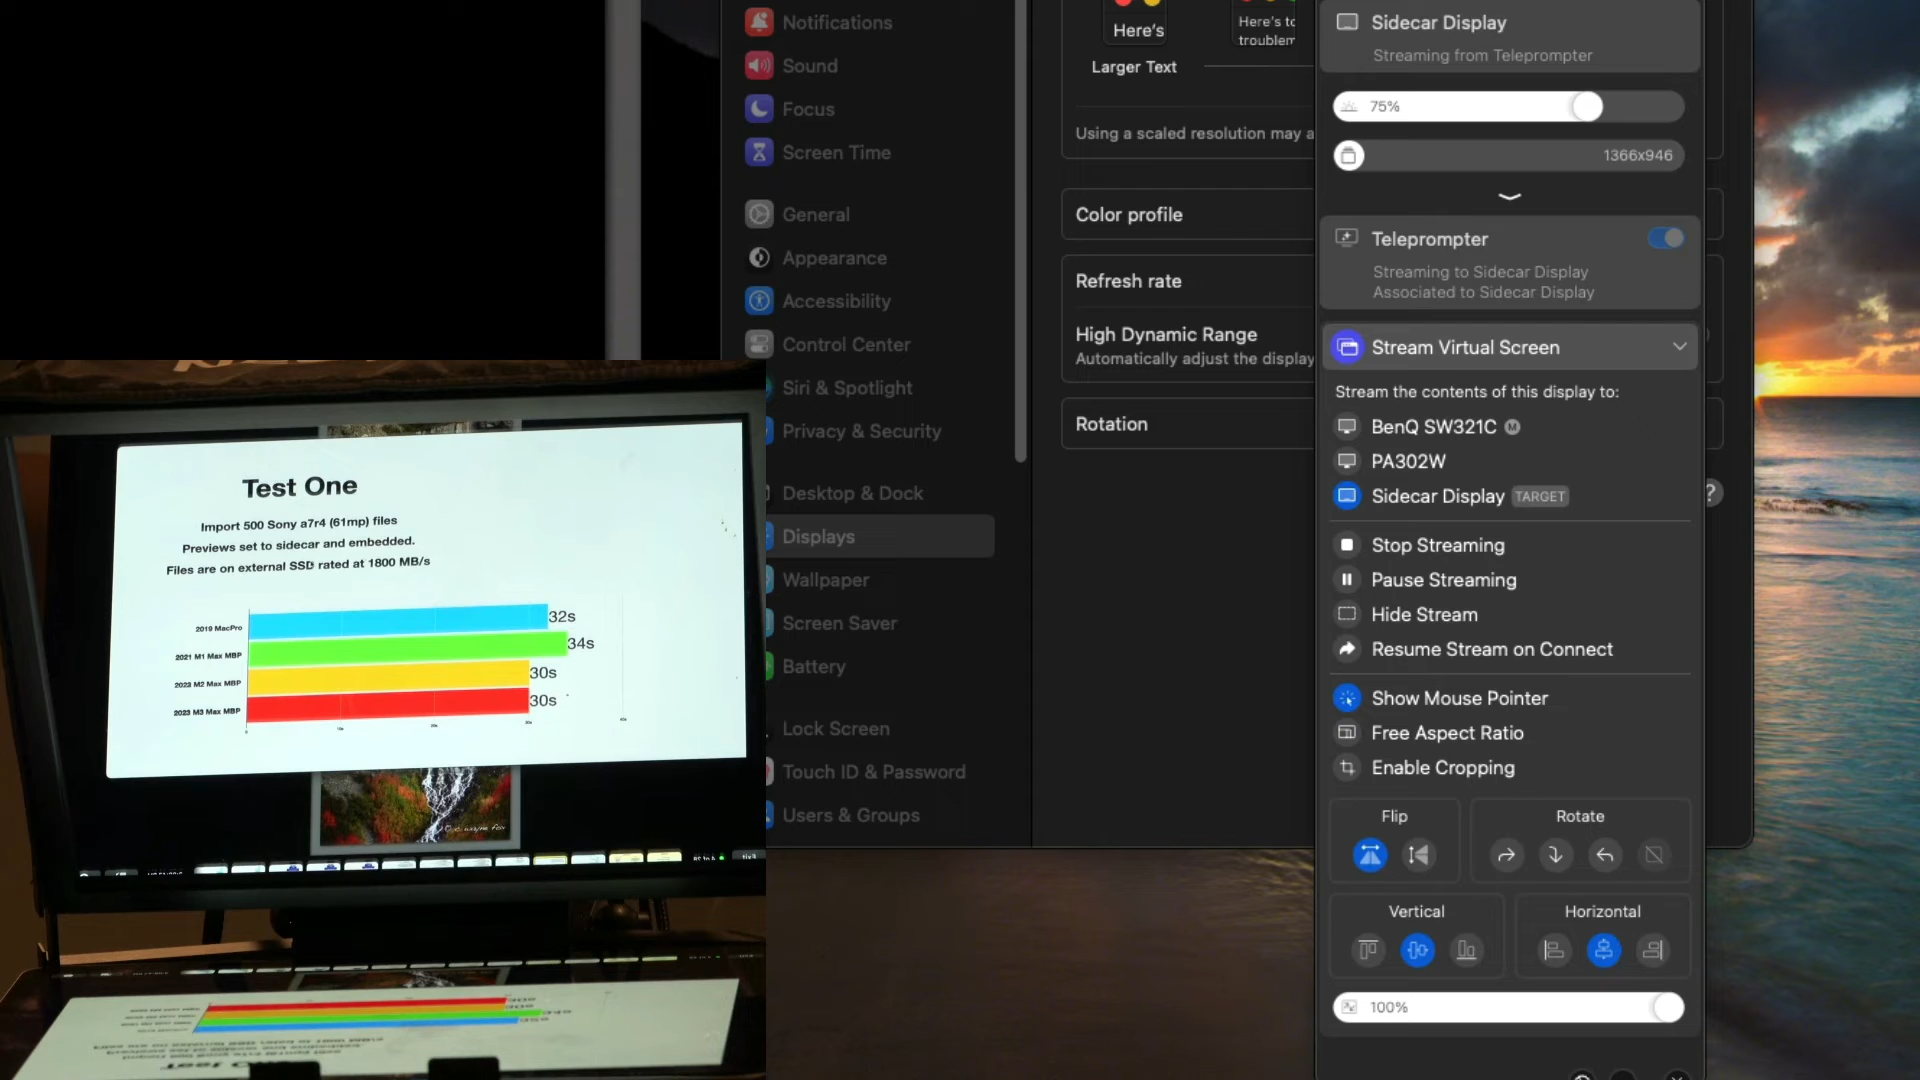 Notifications
Sound
Focus
Screen Time
General
Appearance
Accessibility
Control Center
Siri & Spotlight
Privacy & Security
Desktop & Dock
Displays
Wallpaper
Screen Saver
Battery
Lock Screen
Touch ID & Password
Users & Groups
Here's
Here's to
troublem
Larger Text
Using a scaled resolution may a
Color profile
Refresh rate
High Dynamic Range
Automatically adjust the display
Rotation
?
Sidecar Display
Streaming from Teleprompter
75%
1366x946
Teleprompter
Streaming to Sidecar Display
Associated to Sidecar Display
Stream Virtual Screen
Stream the contents of this display to:
BenQ SW321C M
PA302W
Sidecar Display TARGET
Stop Streaming
Pause Streaming
Hide Stream
Resume Stream on Connect
Show Mouse Pointer
Free Aspect Ratio
Enable Cropping
Flip Rotate
Vertical Horizontal
100%
Test One
Import 500 Sony a7r4 (61mp) files
Previews set to sidecar and embedded.
Files are on external SSD rated at 1800 MB/s
2019 MacPro 32s
2021 M1 Max MBP 34s
2023 M2 Max MBP 30s
2023 M3 Max MBP 30s